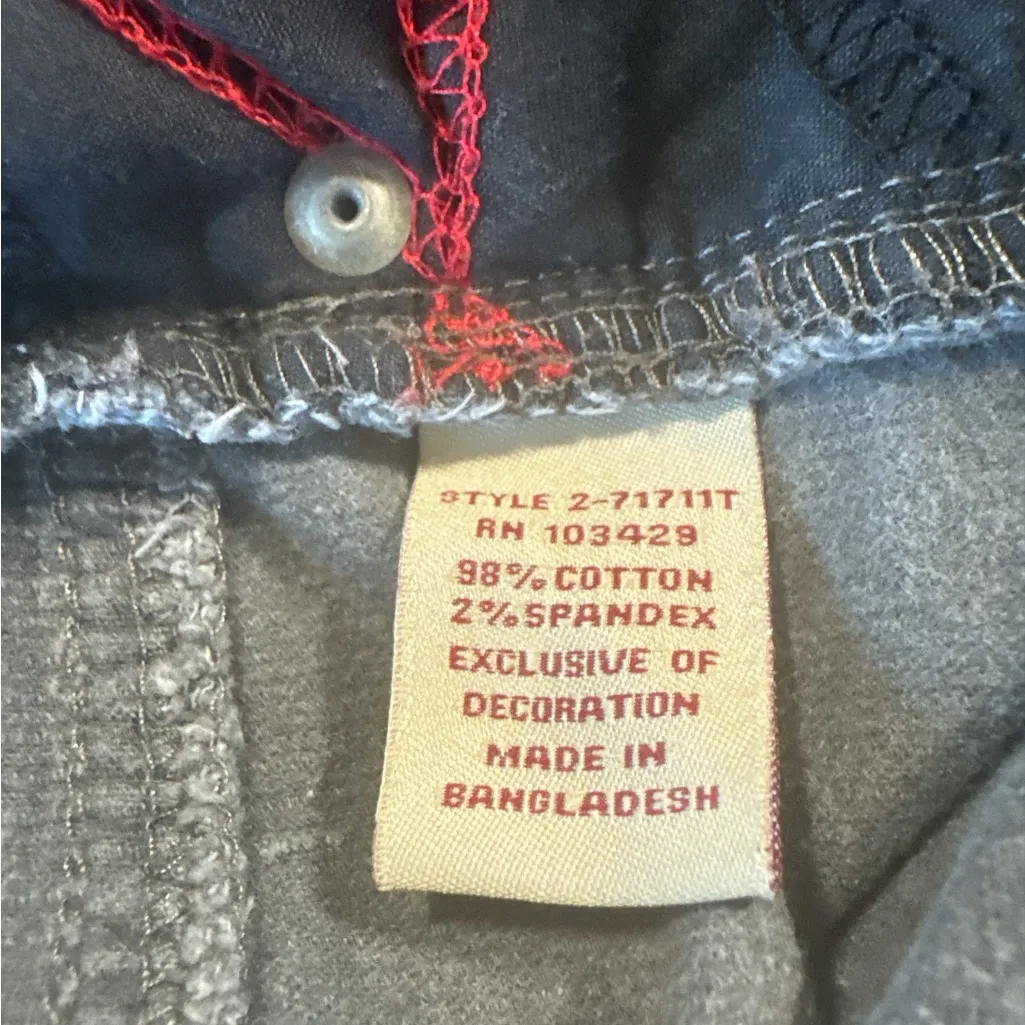 STYLE 2-71711T
RN 103429
98% COTTON
2% SPANDEX
EXCLUSIVE OF
DECORATION
MADE IN
BANGLADESH